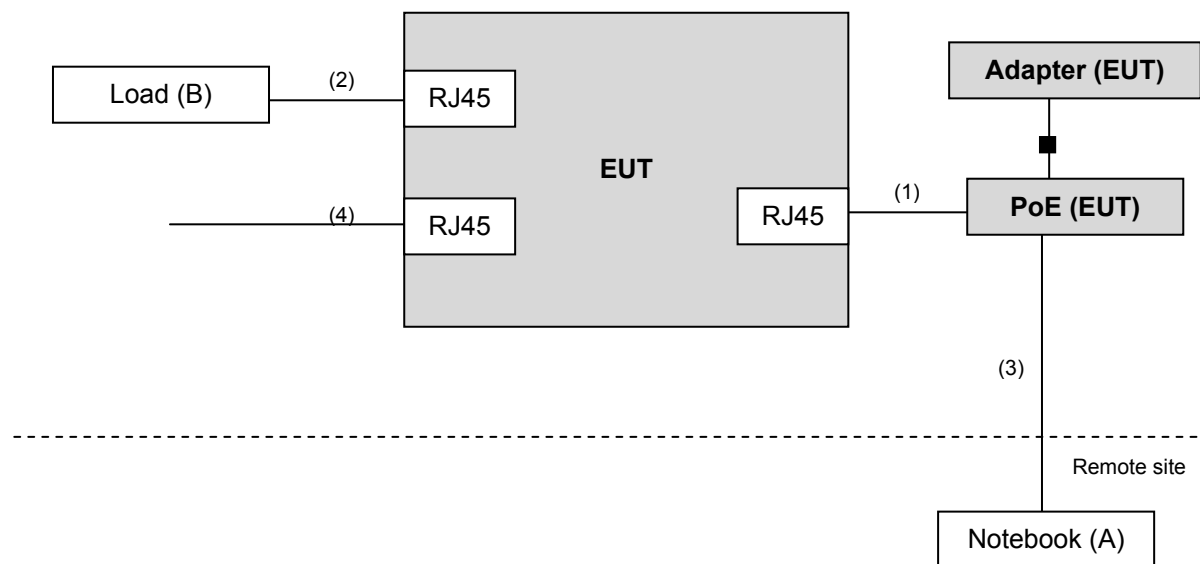 Adapter (EUT)
Load (B)
(2)
RJ45
EUT
(1)
PoE (EUT)
RJ45
(4)
RJ45
(3)
Remote site
Notebook (A)